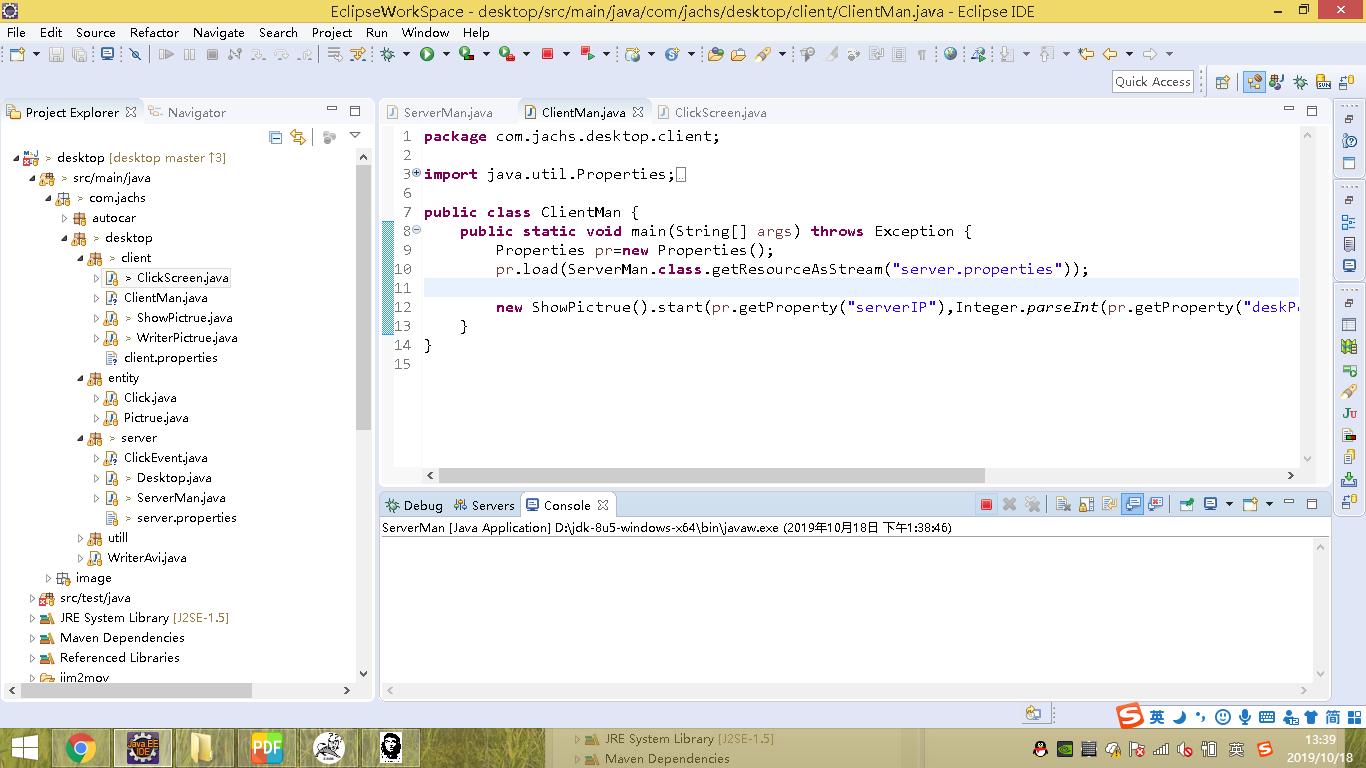 EclipseWorkSpace - desktop/src/main/java/com/jachs/desktop/client/ClientMan.java - Eclipse IDE
File Edit Source Refactor Navigate Search Project Run Window Help
Quick Access
Project Explorer Navigator
> desktop [desktop master ↑3]
> src/main/java
> com.jachs
autocar
> desktop
> client
> ClickScreen.java
ClientMan.java
> ShowPictrue.java
> WriterPictrue.java
client.properties
entity
Click.java
Pictrue.java
> server
ClickEvent.java
> Desktop.java
> ServerMan.java
> server.properties
utill
WriterAvi.java
image
src/test/java
JRE System Library [J2SE-1.5]
Maven Dependencies
Referenced Libraries
jim2mov
ServerMan.java ClientMan.java ClickScreen.java
1 package com.jachs.desktop.client;
2
3 import java.util.Properties;
6
7 public class ClientMan {
8 public static void main(String[] args) throws Exception {
9 Properties pr=new Properties();
10 pr.load(ServerMan.class.getResourceAsStream("server.properties"));
11
12 new ShowPictrue().start(pr.getProperty("serverIP"),Integer.parseInt(pr.getProperty("deskPo
13 }
14 }
15
Debug Servers Console
ServerMan [Java Application] D:\jdk-8u5-windows-x64\bin\javaw.exe (2019年10月18日 下午1:38:46)
Ju
英 简
Java EE IDE
PDF
JRE System Library [J2SE-1.5]
Maven Dependencies
英
13:39
2019/10/18